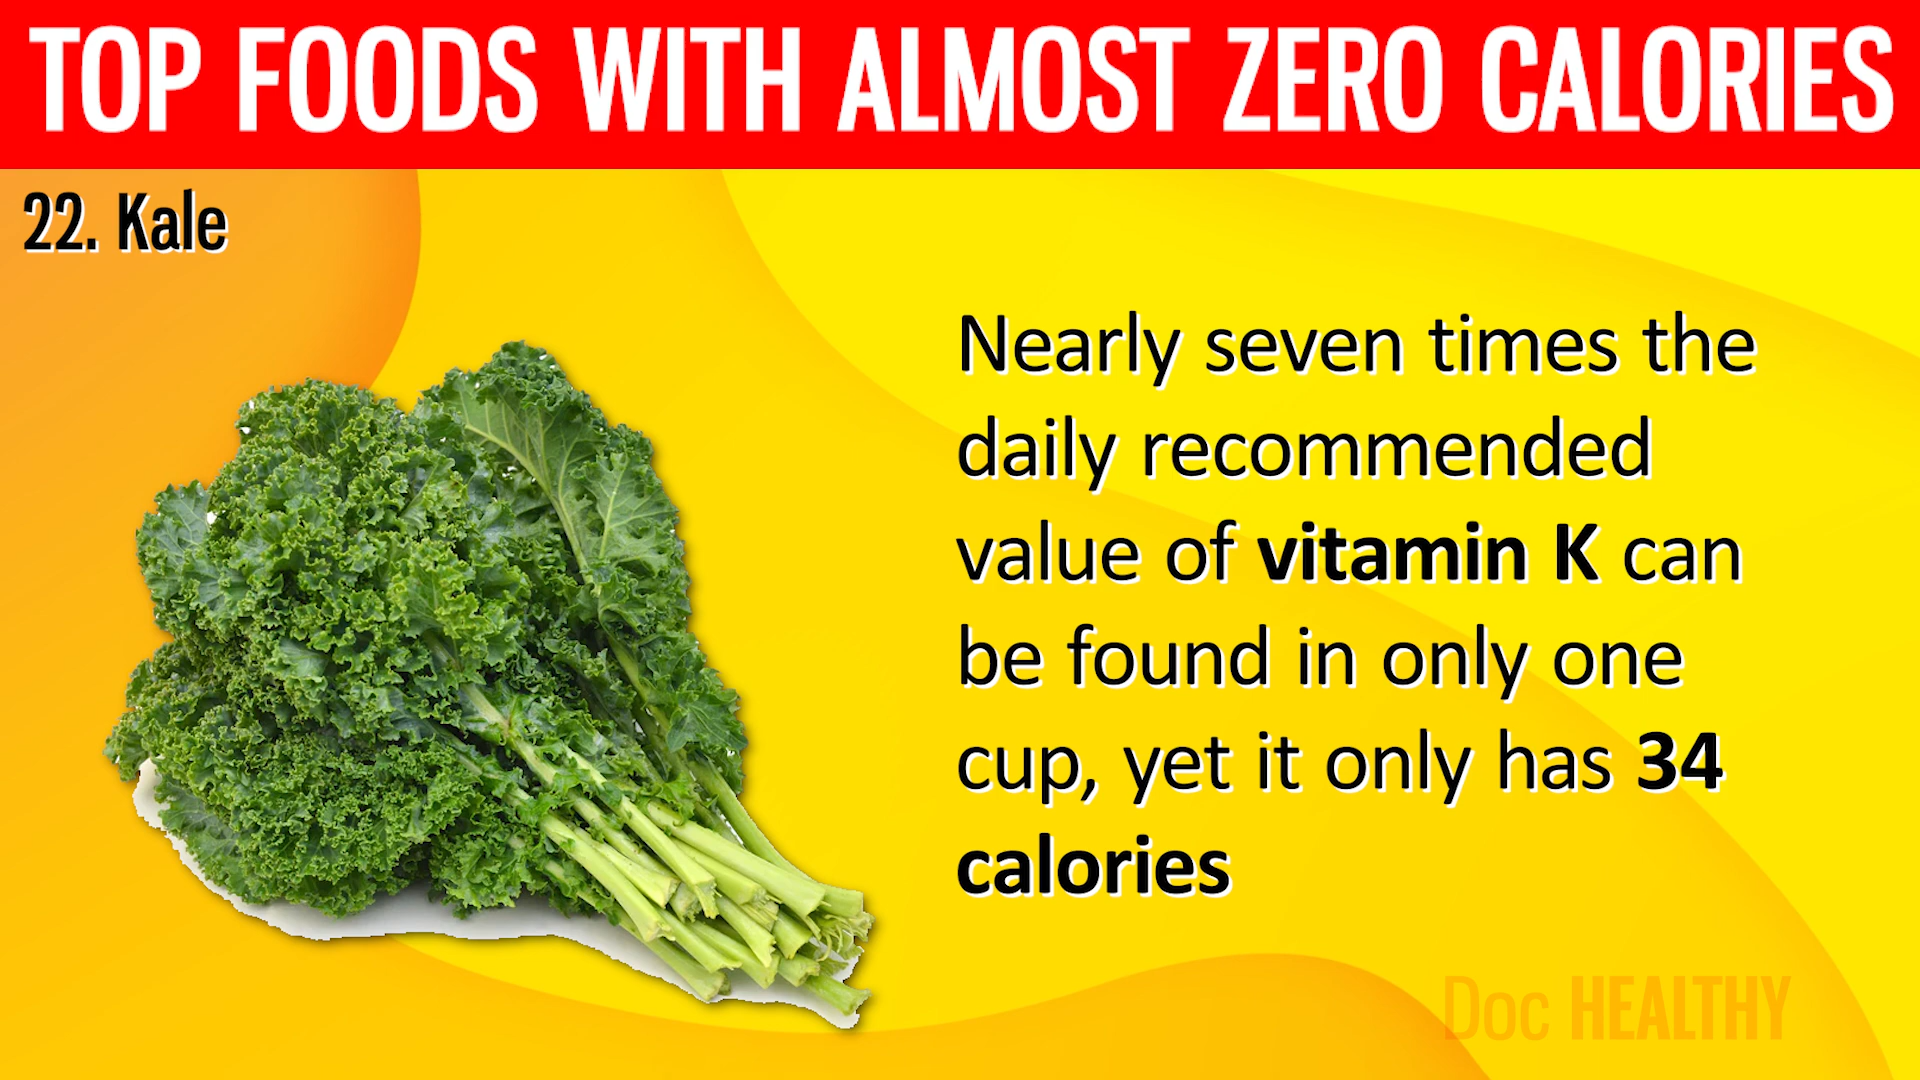 TOP FOODS WITH ALMOST ZERO CALORIES
22. Kale
Nearly seven times the
daily recommended
value of vitamin K can
be found in only one
cup, yet it only has 34
calories
Doc HEALTHY